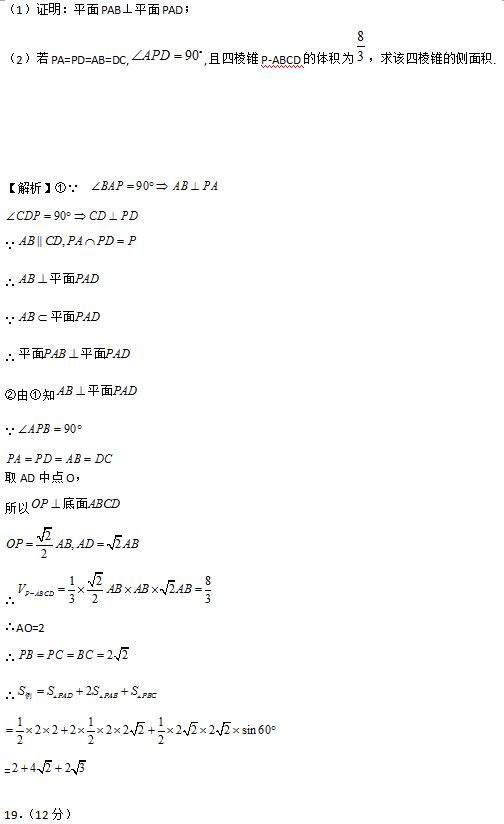 （1）证明：平面PAB⊥平面PAD；
（2）若PA=PD=AB=DC,∠APD=90°,且四棱锥P-ABCD的体积为8/3，求该四棱锥的侧面积.
【解析】①∵ ∠BAP=90°⇒AB⊥PA
∠CDP=90°⇒CD⊥PD
∵AB∥CD,PA∩PD=P
∴AB⊥平面PAD
∵AB⊂平面PAD
∴平面PAB⊥平面PAD
②由①知AB⊥平面PAD
∵∠APB=90°
PA=PD=AB=DC
取AD中点O，
所以OP⊥底面ABCD
OP=√2/2 AB,AD=√2AB
∴V_{P-ABCD}=1/3×√2/2 AB×AB×√2AB=8/3
∴AO=2
∴PB=PC=BC=2√2
∴S_侧=S_{△PAD}+2S_{△PAB}+S_{△PBC}
=1/2×2×2+2×1/2×2×2√2+1/2×2√2×2√2×sin60°
=2+4√2+2√3
19.（12分）